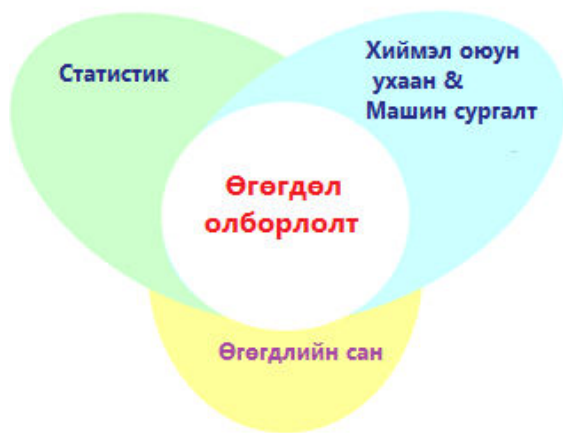 Статистик
Хиймэл оюун
ухаан &
Машин сургалт
Өгөгдөл
олборлолт
Өгөгдлийн сан